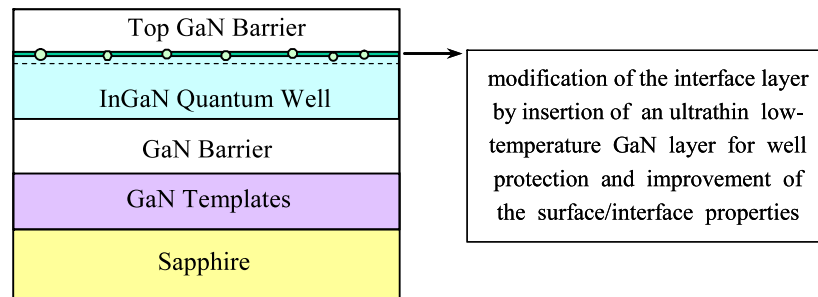 Top GaN Barrier
InGaN Quantum Well
GaN Barrier
GaN Templates
Sapphire
modification of the interface layer
by insertion of an ultrathin low-
temperature GaN layer for well
protection and improvement of
the surface/interface properties